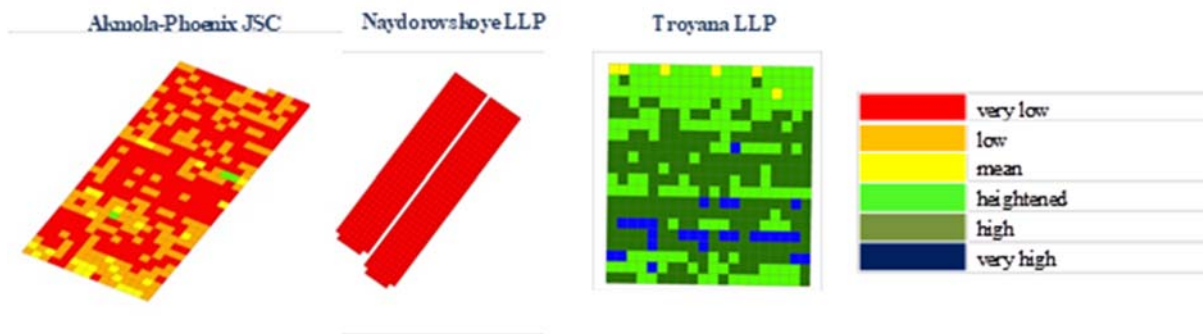 Akmola-Phoenix JSC
Naydorovskoye LLP
Troyana LLP
very low
low
mean
heightened
high
very high